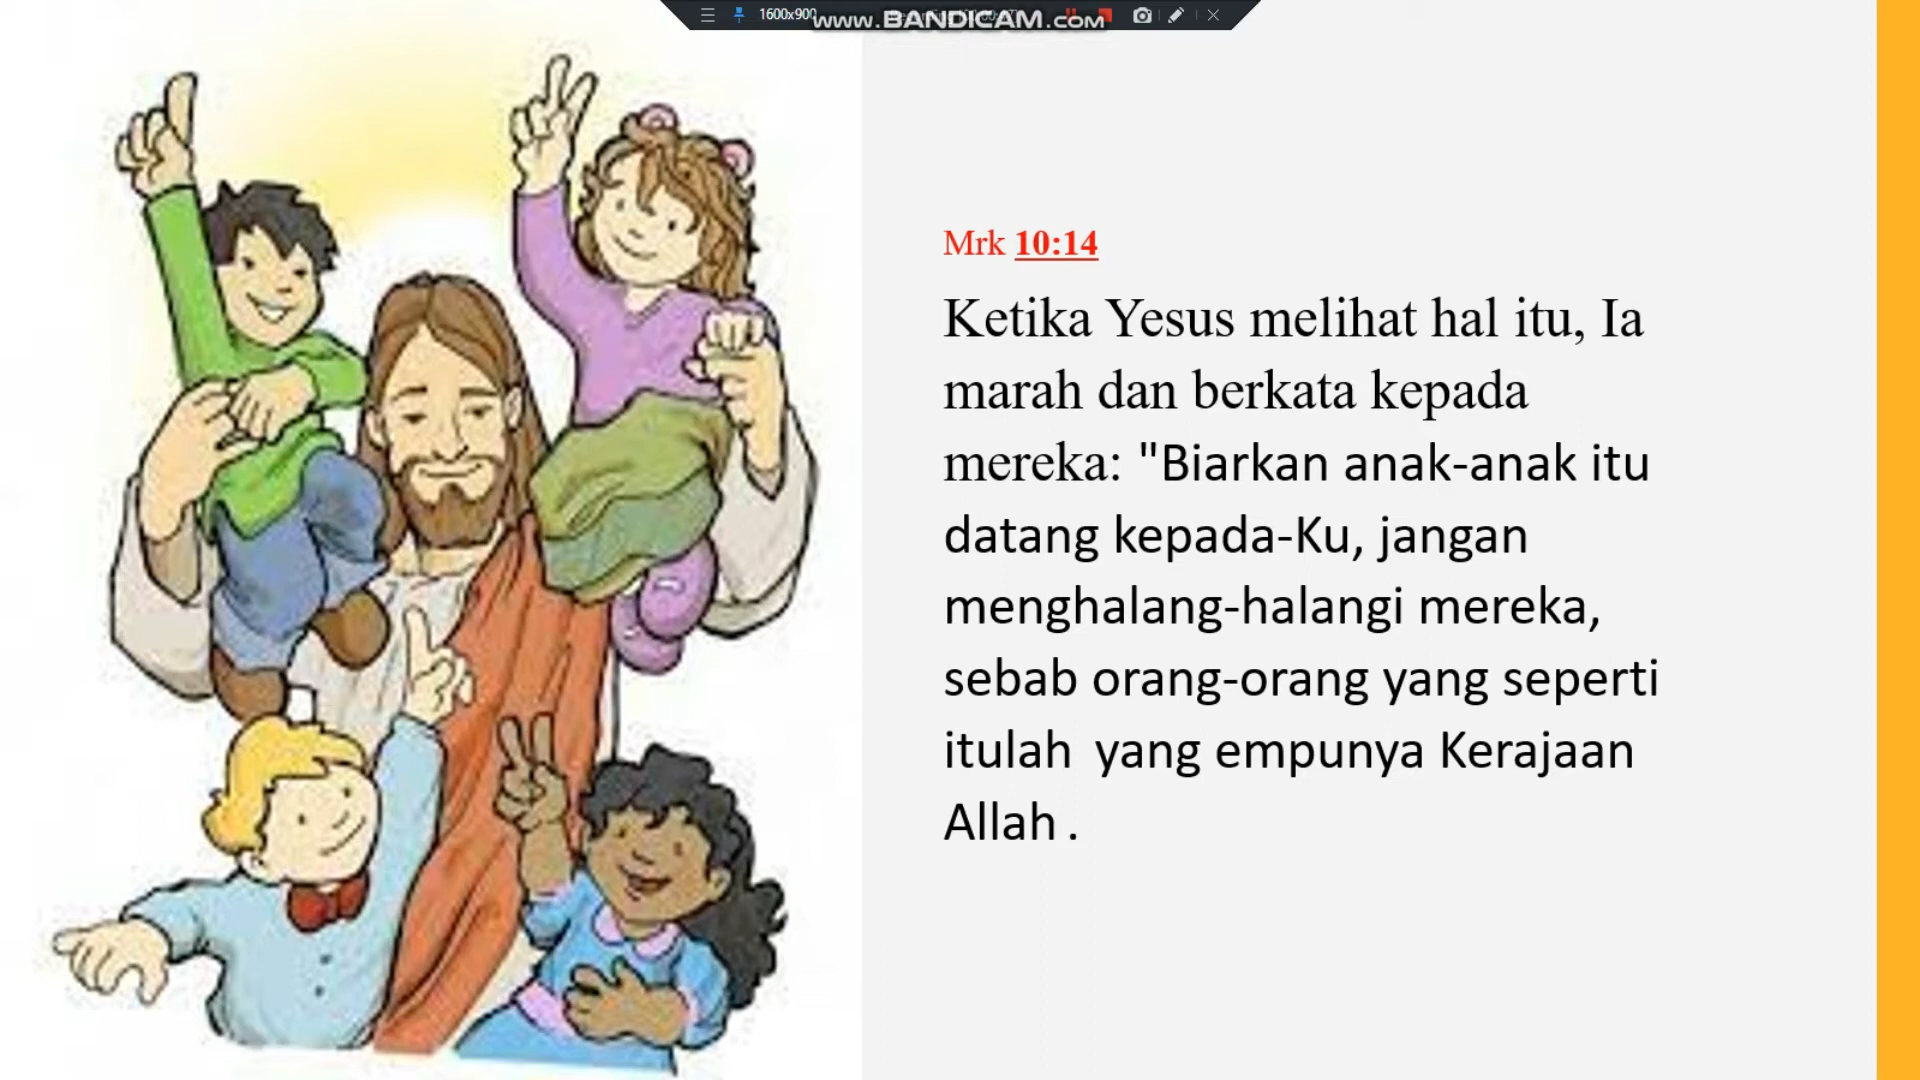 1600x900
www.BANDICAM.com
Mrk 10:14
Ketika Yesus melihat hal itu, Ia
marah dan berkata kepada
mereka: "Biarkan anak-anak itu
datang kepada-Ku, jangan
menghalang-halangi mereka,
sebab orang-orang yang seperti
itulah yang empunya Kerajaan
Allah .